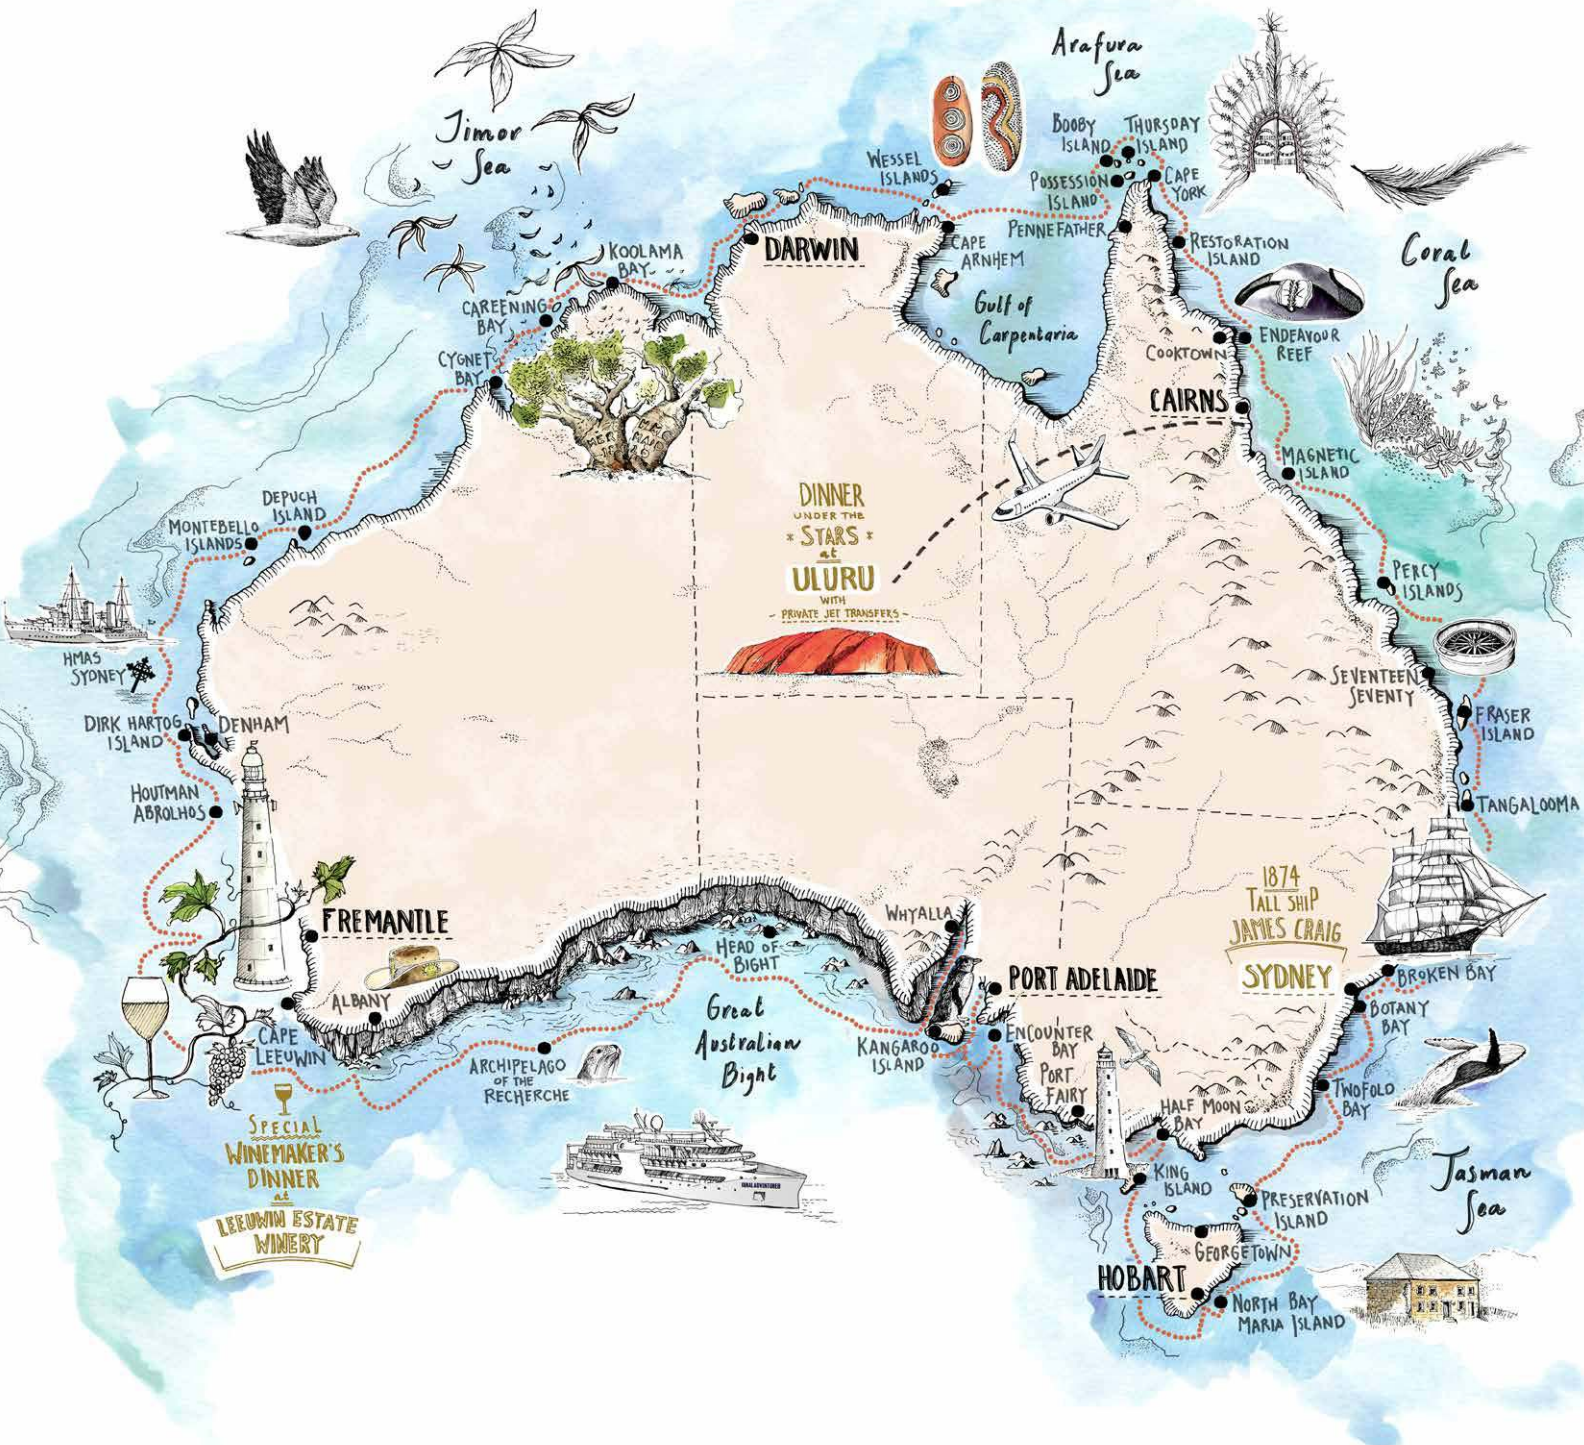 Arafura
Sea
Timor
Sea
BOOBY
ISLAND
THURSDAY
ISLAND
WESSEL
ISLANDS
POSSESSION
ISLAND
CAPE
YORK
PENNEFATHER
CAPE
ARNHEM
RESTORATION
ISLAND
Coral
Sea
DARWIN
KOOLAMA
BAY
CAREENING
BAY
Gulf of
Carpentaria
CYGNET
BAY
COOKTOWN
ENDEAVOUR
REEF
CAIRNS
MAGNETIC
ISLAND
DEPUCH
ISLAND
MONTEBELLO
ISLANDS
DINNER
UNDER THE
* STARS *
at
ULURU
WITH
PRIVATE JET TRANSFERS
PERCY
ISLANDS
HMAS
SYDNEY
SEVENTEEN
SEVENTY
DIRK HARTOG
ISLAND
DENHAM
FRASER
ISLAND
HOUTMAN
ABROLHOS
TANGALOOMA
1874
TALL SHIP
JAMES CRAIG
SYDNEY
FREMANTLE
WHYALLA
HEAD OF
BIGHT
PORT ADELAIDE
BROKEN BAY
BOTANY
BAY
ALBANY
CAPE
LEEUWIN
Great
Australian
Bight
KANGAROO
ISLAND
ENCOUNTER
BAY
ARCHIPELAGO
OF THE
RECHERCHE
PORT
FAIRY
TWOFOLD
BAY
HALF MOON
BAY
SPECIAL
WINEMAKER'S
DINNER
at
LEEUWIN ESTATE
WINERY
CORAL ADVENTURER
KING
ISLAND
PRESERVATION
ISLAND
Tasman
Sea
GEORGETOWN
HOBART
NORTH BAY
MARIA ISLAND